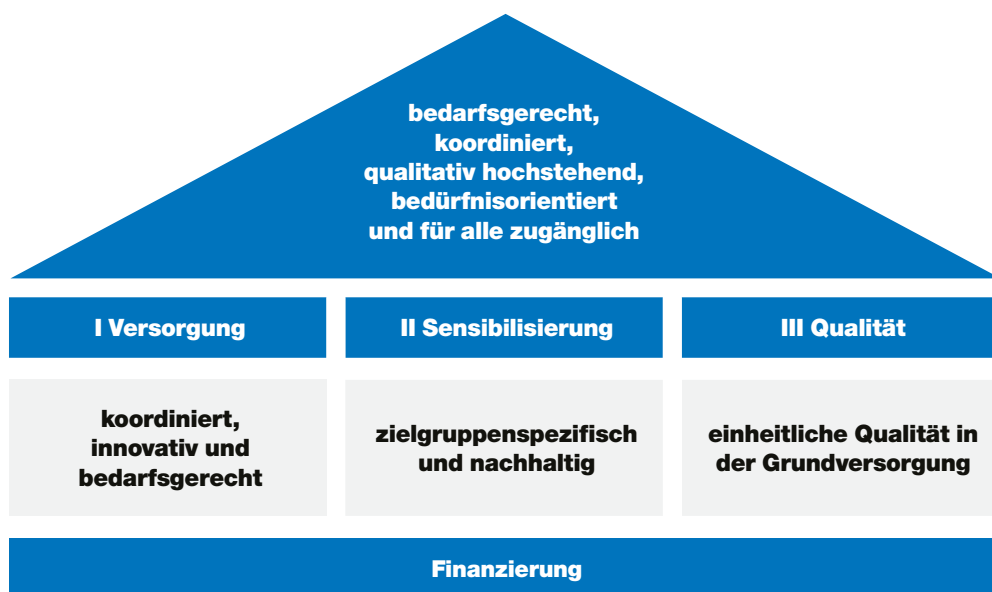 bedarfsgerecht,
koordiniert,
qualitativ hochstehend,
bedürfnisorientiert
und für alle zugänglich
I Versorgung
II Sensibilisierung
III Qualität
koordiniert,
innovativ und
bedarfsgerecht
zielgruppenspezifisch
und nachhaltig
einheitliche Qualität in
der Grundversorgung
Finanzierung